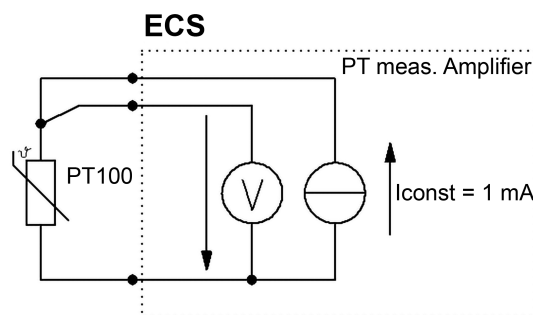 ECS
PT meas. Amplifier
ϑ
PT100
V
Iconst = 1 mA